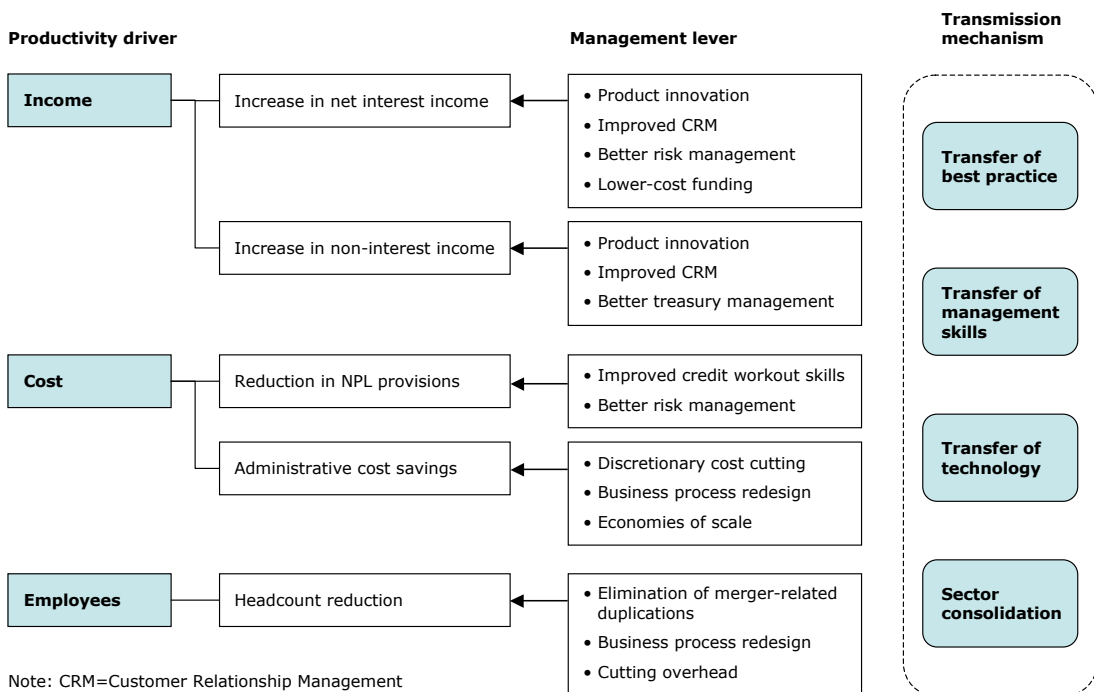 Productivity driver
Management lever
Transmission
mechanism
Income
Increase in net interest income
• Product innovation
• Improved CRM
• Better risk management
• Lower-cost funding
Increase in non-interest income
• Product innovation
• Improved CRM
• Better treasury management
Cost
Reduction in NPL provisions
• Improved credit workout skills
• Better risk management
Administrative cost savings
• Discretionary cost cutting
• Business process redesign
• Economies of scale
Employees
Headcount reduction
• Elimination of merger-related
duplications
• Business process redesign
• Cutting overhead
Transfer of
best practice
Transfer of
management
skills
Transfer of
technology
Sector
consolidation
Note: CRM=Customer Relationship Management